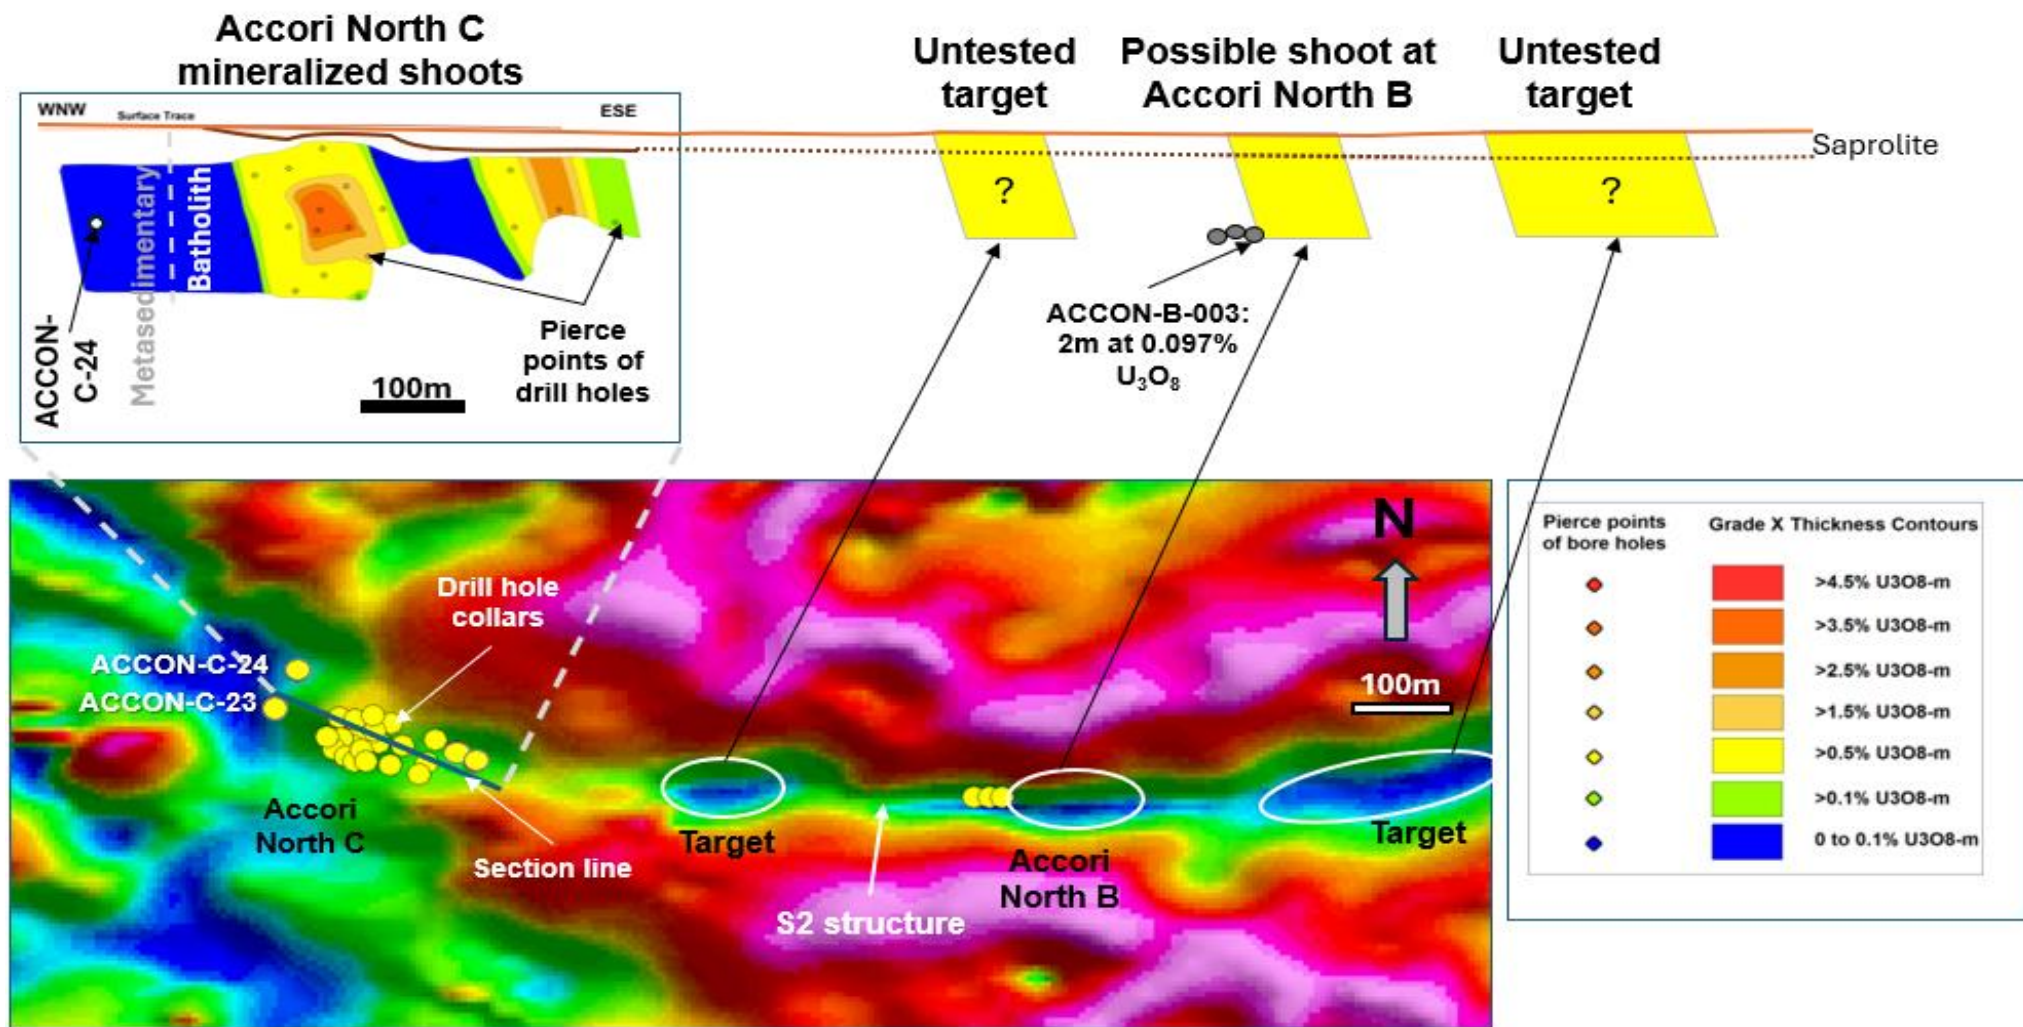 Accori North C
mineralized shoots
Untested
target
Possible shoot at
Accori North B
Untested
target
WNW
Surface Trace
ESE
Saprolite
?
?
Metasedimentary
Batholith
ACCON-
C-24
100m
Pierce
points of
drill holes
ACCON-B-003:
2m at 0.097%
U₃O₈
Drill hole
collars
N
100m
ACCON-C-24
ACCON-C-23
Accori
North C
Section line
Target
S2 structure
Accori
North B
Target
Pierce points
of bore holes
Grade X Thickness Contours
>4.5% U3O8-m
>3.5% U3O8-m
>2.5% U3O8-m
>1.5% U3O8-m
>0.5% U3O8-m
>0.1% U3O8-m
0 to 0.1% U3O8-m